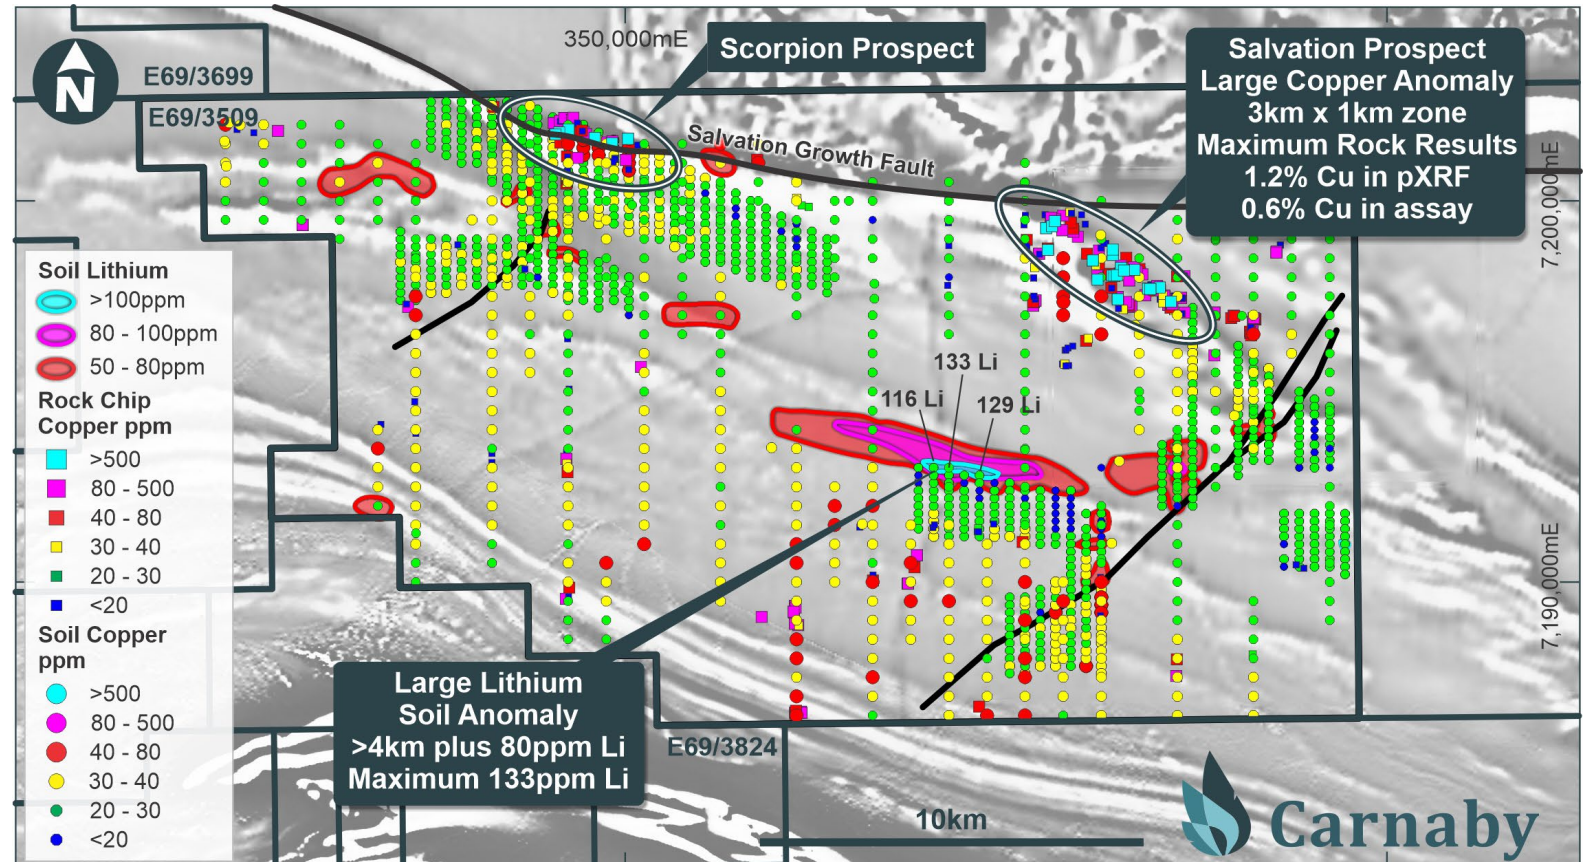 350,000mE
Scorpion Prospect
Salvation Prospect
Large Copper Anomaly
3km x 1km zone
Maximum Rock Results
1.2% Cu in pXRF
0.6% Cu in assay
N
E69/3699
E69/3509
Salvation Growth Fault
7,200,000mE
Soil Lithium
>100ppm
80 - 100ppm
50 - 80ppm
Rock Chip
Copper ppm
>500
80 - 500
40 - 80
30 - 40
20 - 30
<20
Soil Copper
ppm
>500
80 - 500
40 - 80
30 - 40
20 - 30
<20
133 Li
116 Li
129 Li
7,190,000mE
Large Lithium
Soil Anomaly
>4km plus 80ppm Li
Maximum 133ppm Li
E69/3824
10km
Carnaby